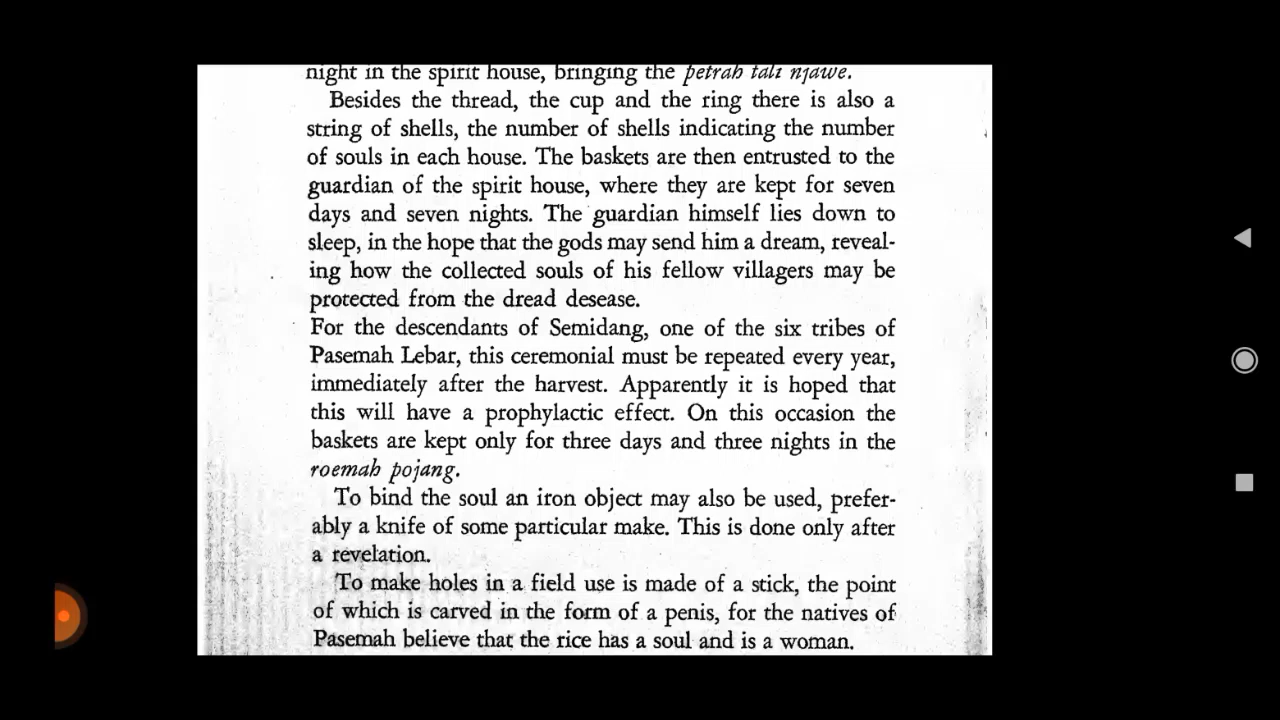 night in the spirit house, bringing the petrah tali njawe.
Besides the thread, the cup and the ring there is also a
string of shells, the number of shells indicating the number
of souls in each house. The baskets are then entrusted to the
guardian of the spirit house, where they are kept for seven
days and seven nights. The guardian himself lies down to
sleep, in the hope that the gods may send him a dream, reveal-
ing how the collected souls of his fellow villagers may be
protected from the dread desease.
For the descendants of Semidang, one of the six tribes of
Pasemah Lebar, this ceremonial must be repeated every year,
immediately after the harvest. Apparently it is hoped that
this will have a prophylactic effect. On this occasion the
baskets are kept only for three days and three nights in the
roemah pojang.
To bind the soul an iron object may also be used, prefer-
ably a knife of some particular make. This is done only after
a revelation.
To make holes in a field use is made of a stick, the point
of which is carved in the form of a penis, for the natives of
Pasemah believe that the rice has a soul and is a woman.